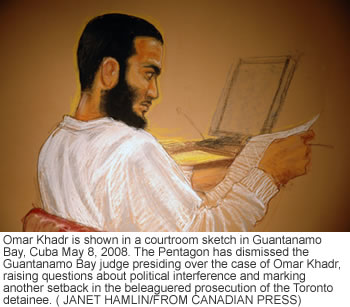 Omar Khadr is shown in a courtroom sketch in Guantanamo
Bay, Cuba May 8, 2008. The Pentagon has dismissed the
Guantanamo Bay judge presiding over the case of Omar Khadr,
raising questions about political interference and marking
another setback in the beleaguered prosecution of the Toronto
detainee. ( JANET HAMLIN/FROM CANADIAN PRESS)